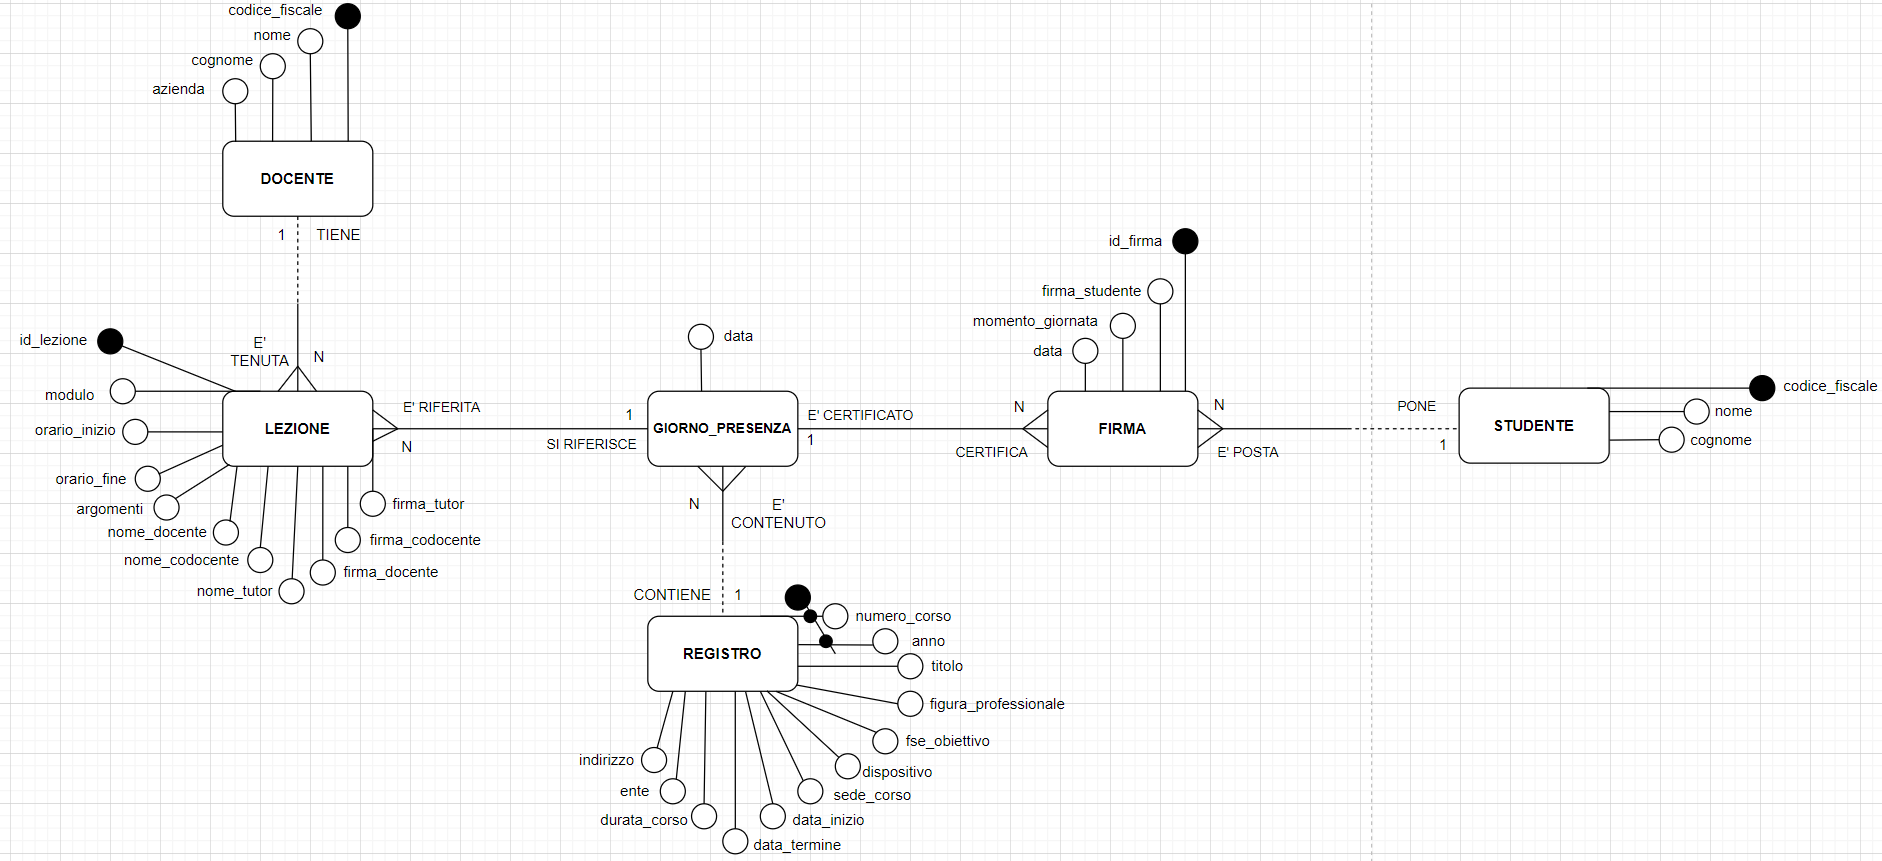 codice_fiscale
nome
cognome
azienda
DOCENTE
1
TIENE
id_firma
firma_studente
momento_giornata
data
data
id_lezione
E'
TENUTA
N
modulo
orario_inizio
orario_fine
argomenti
nome_docente
nome_codocente
nome_tutor
firma_docente
firma_codocente
firma_tutor
LEZIONE
E' RIFERITA
N
1
SI RIFERISCE
GIORNO_PRESENZA
E' CERTIFICATO
1
N
CERTIFICA
FIRMA
N
E' POSTA
PONE
1
STUDENTE
codice_fiscale
nome
cognome
N
E'
CONTENUTO
CONTIENE
1
REGISTRO
numero_corso
anno
titolo
figura_professionale
fse_obiettivo
dispositivo
sede_corso
data_inizio
data_termine
durata_corso
ente
indirizzo